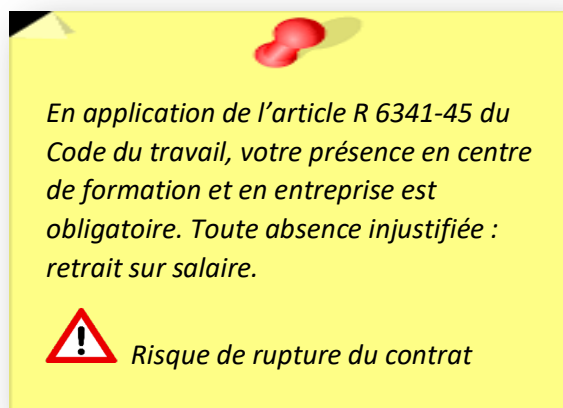 En application de l’article R 6341-45 du
Code du travail, votre présence en centre
de formation et en entreprise est
obligatoire. Toute absence injustifiée :
retrait sur salaire.
Risque de rupture du contrat